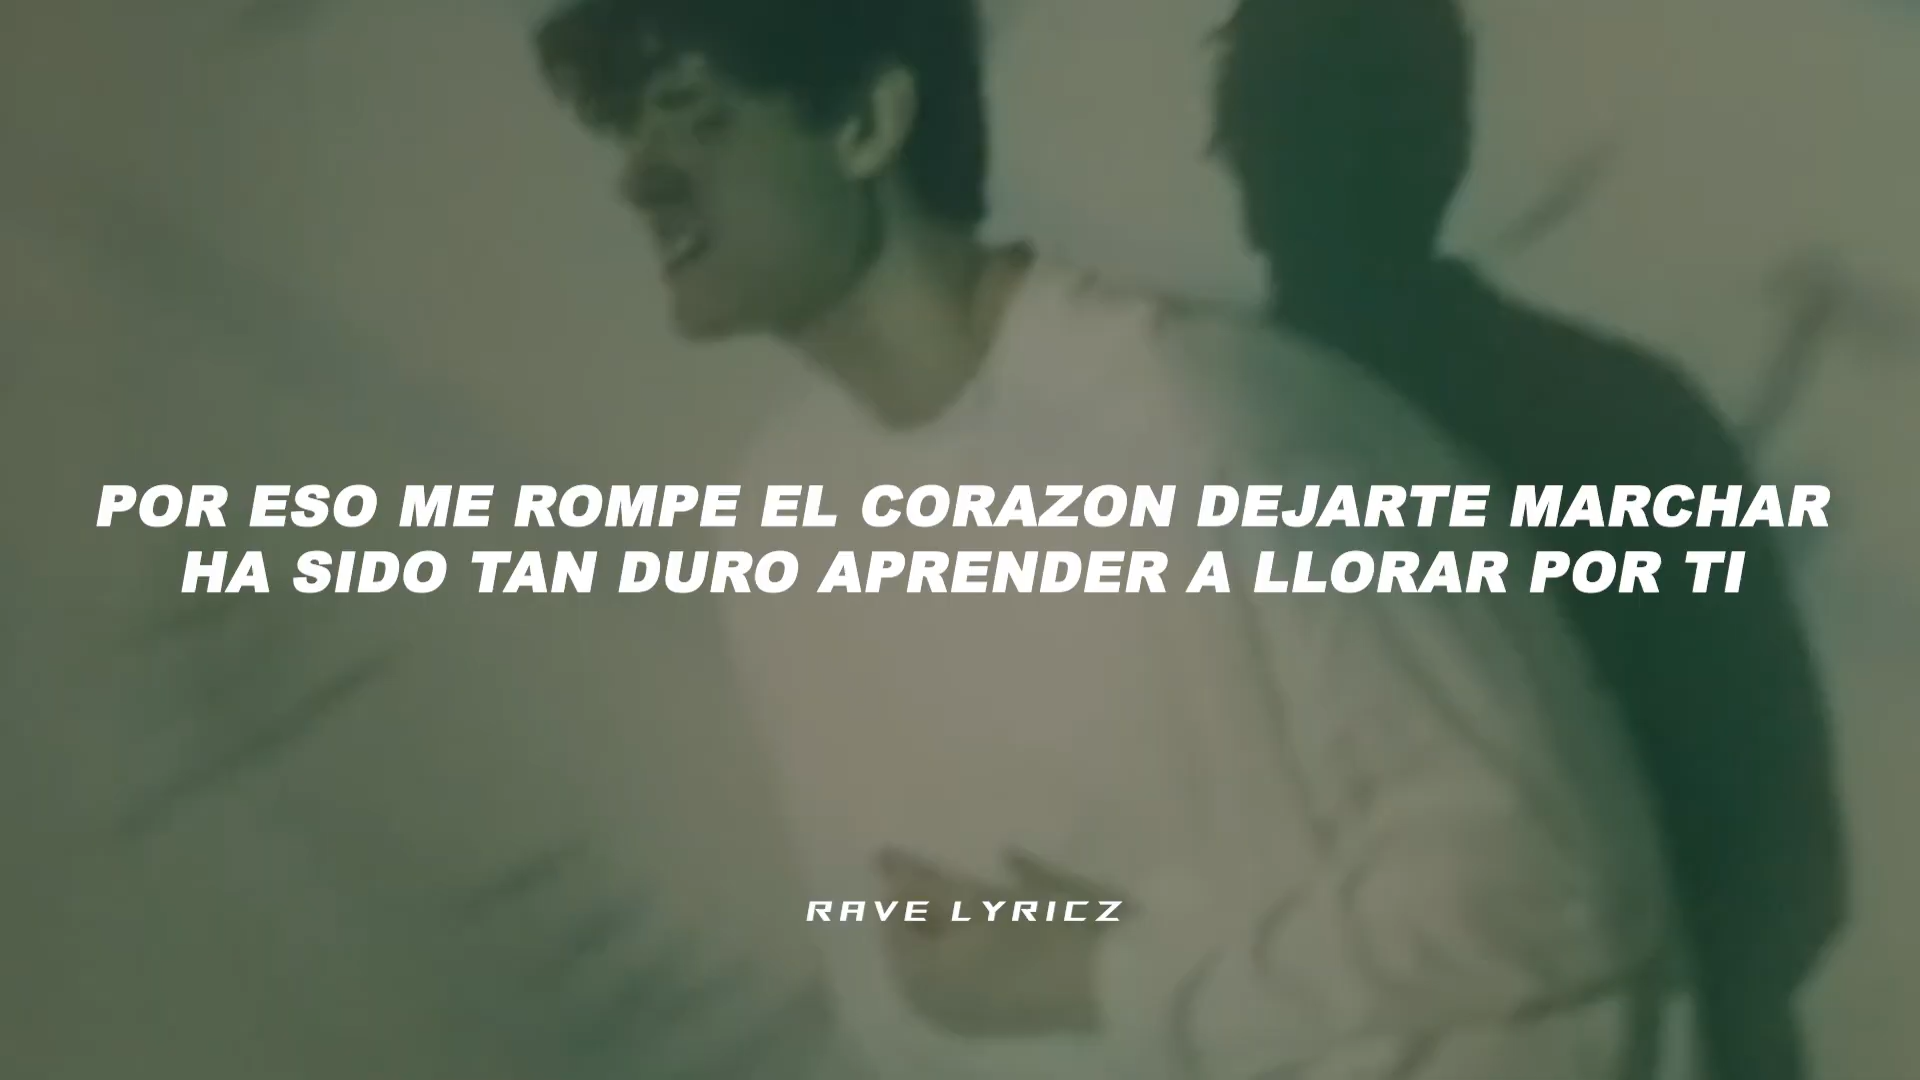 POR ESO ME ROMPE EL CORAZON DEJARTE MARCHAR
HA SIDO TAN DURO APRENDER A LLORAR POR TI
RAVE LYRICZ